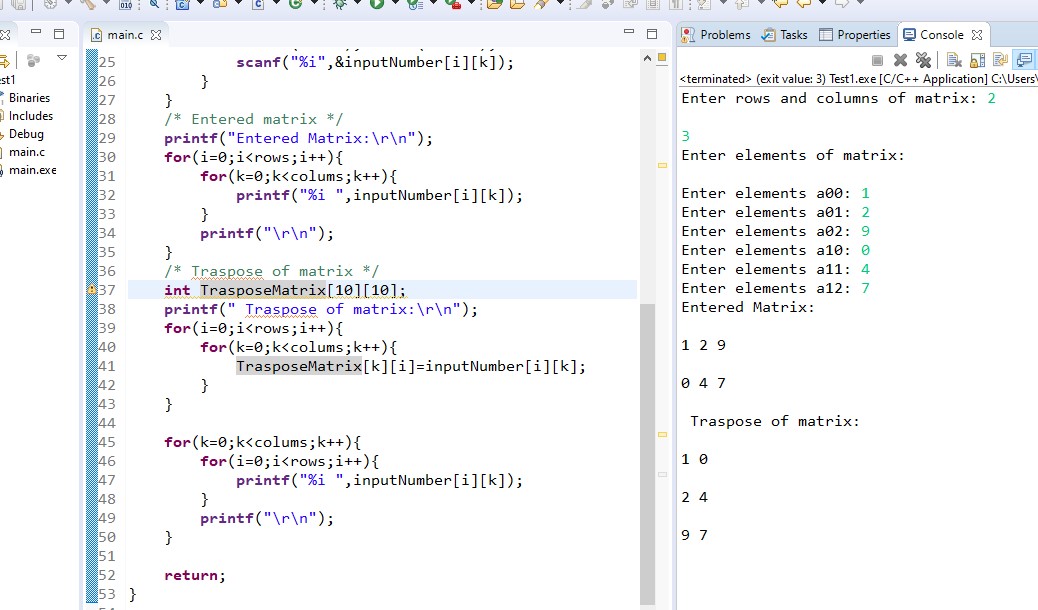 main.c
Problems Tasks Properties Console
<terminated> (exit value: 3) Test1.exe [C/C++ Application] C:\Users\
est1
Binaries
Includes
Debug
main.c
main.exe
25 scanf("%i",&inputNumber[i][k]);
26 }
27 }
28 /* Entered matrix */
29 printf("Entered Matrix:\r\n");
30 for(i=0;i<rows;i++){
31 for(k=0;k<colums;k++){
32 printf("%i ",inputNumber[i][k]);
33 }
34 printf("\r\n");
35 }
36 /* Traspose of matrix */
37 int TrasposeMatrix[10][10];
38 printf(" Traspose of matrix:\r\n");
39 for(i=0;i<rows;i++){
40 for(k=0;k<colums;k++){
41 TrasposeMatrix[k][i]=inputNumber[i][k];
42 }
43 }
44
45 for(k=0;k<colums;k++){
46 for(i=0;i<rows;i++){
47 printf("%i ",inputNumber[i][k]);
48 }
49 printf("\r\n");
50 }
51
52 return;
53 }
Enter rows and columns of matrix: 2
3
Enter elements of matrix:
Enter elements a00: 1
Enter elements a01: 2
Enter elements a02: 9
Enter elements a10: 0
Enter elements a11: 4
Enter elements a12: 7
Entered Matrix:
1 2 9
0 4 7
Traspose of matrix:
1 0
2 4
9 7